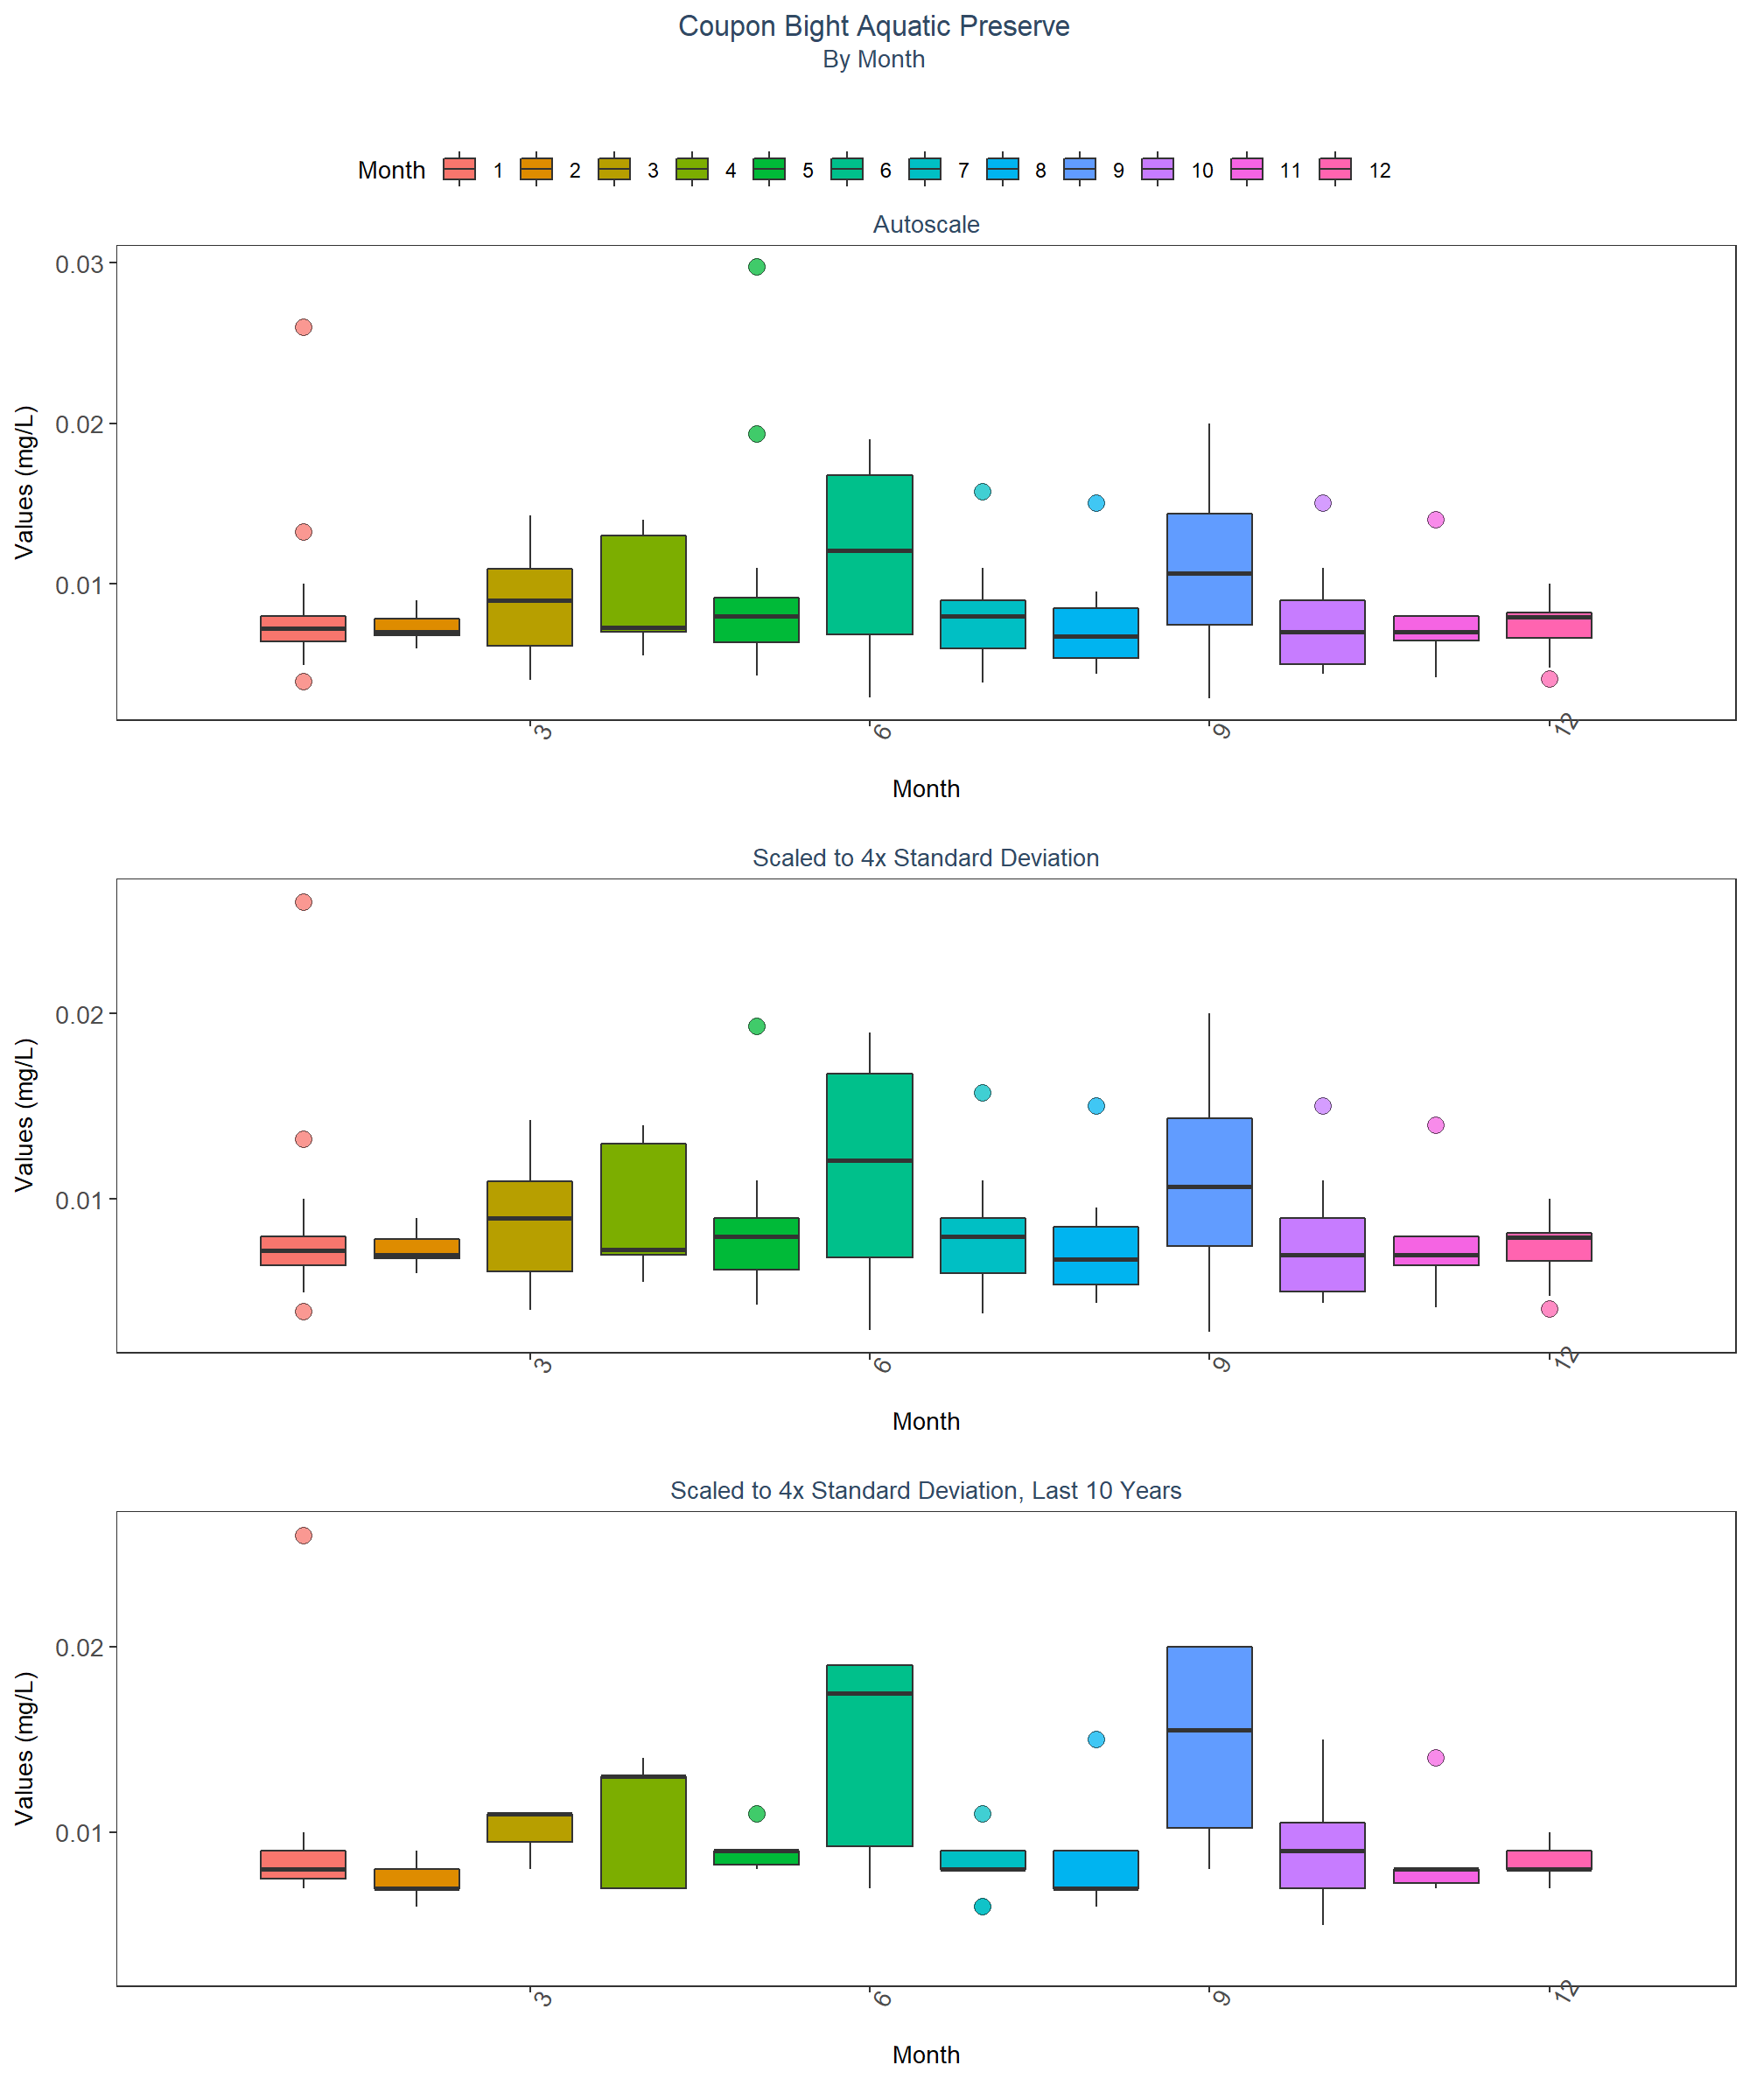 Coupon Bight Aquatic Preserve
By Month
Month 1 2 3 4 5 6 7 8 9 10 11 12
Autoscale
Values (mg/L)
0.03
0.02
0.01
3 6 9 12
Month
Scaled to 4x Standard Deviation
Values (mg/L)
0.02
0.01
3 6 9 12
Month
Scaled to 4x Standard Deviation, Last 10 Years
Values (mg/L)
0.02
0.01
3 6 9 12
Month